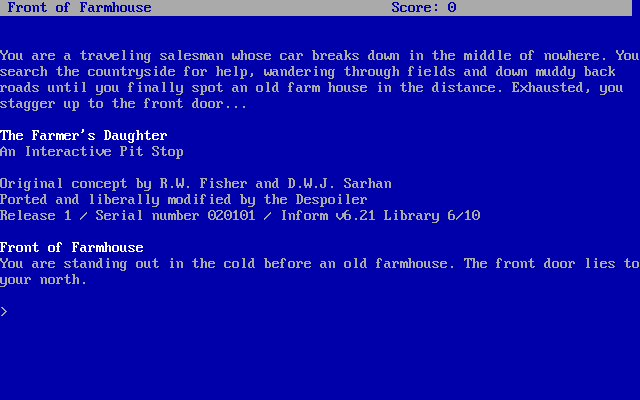 Front of Farmhouse Score: 0
You are a traveling salesman whose car breaks down in the middle of nowhere. You
search the countryside for help, wandering through fields and down muddy back
roads until you finally spot an old farm house in the distance. Exhausted, you
stagger up to the front door...
The Farmer's Daughter
An Interactive Pit Stop
Original concept by R.W. Fisher and D.W.J. Sarhan
Ported and liberally modified by the Despoiler
Release 1 / Serial number 020101 / Inform v6.21 Library 6/10
Front of Farmhouse
You are standing out in the cold before an old farmhouse. The front door lies to
your north.
>